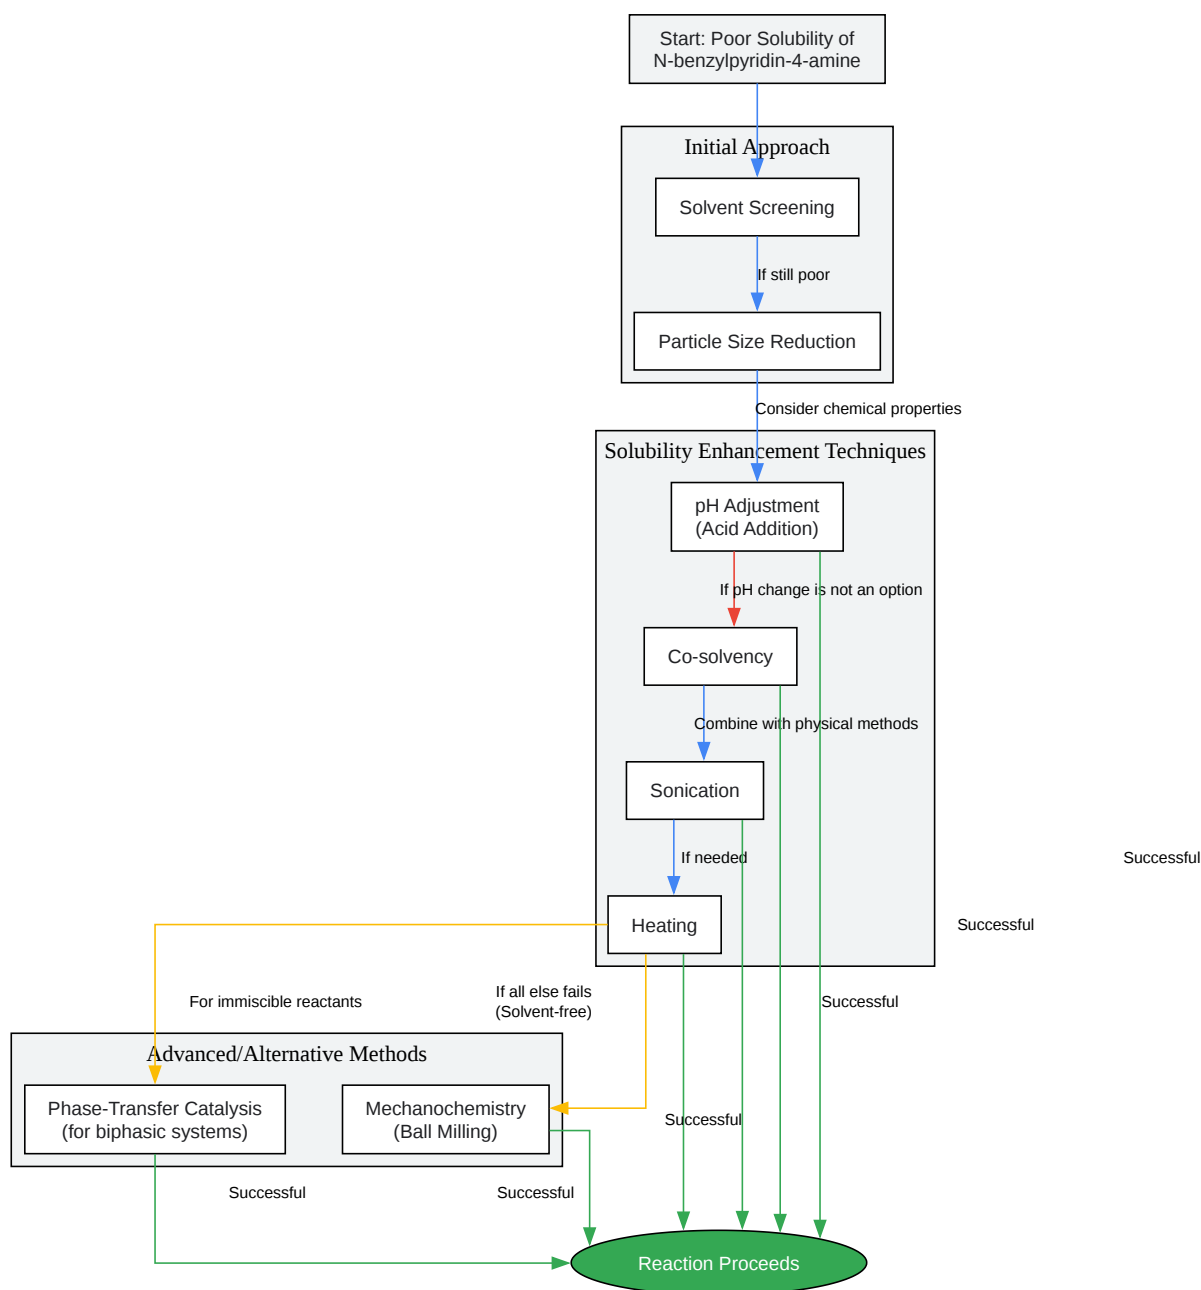 Start: Poor Solubility of
N-benzylpyridin-4-amine
Initial Approach
Solvent Screening
If still poor
Particle Size Reduction
Consider chemical properties
Solubility Enhancement Techniques
pH Adjustment
(Acid Addition)
If pH change is not an option
Co-solvency
Combine with physical methods
Sonication
If needed
Successful
Heating
Successful
For immiscible reactants
If all else fails
(Solvent-free)
Successful
Advanced/Alternative Methods
Phase-Transfer Catalysis
(for biphasic systems)
Mechanochemistry
(Ball Milling)
Successful
Successful
Successful
Reaction Proceeds